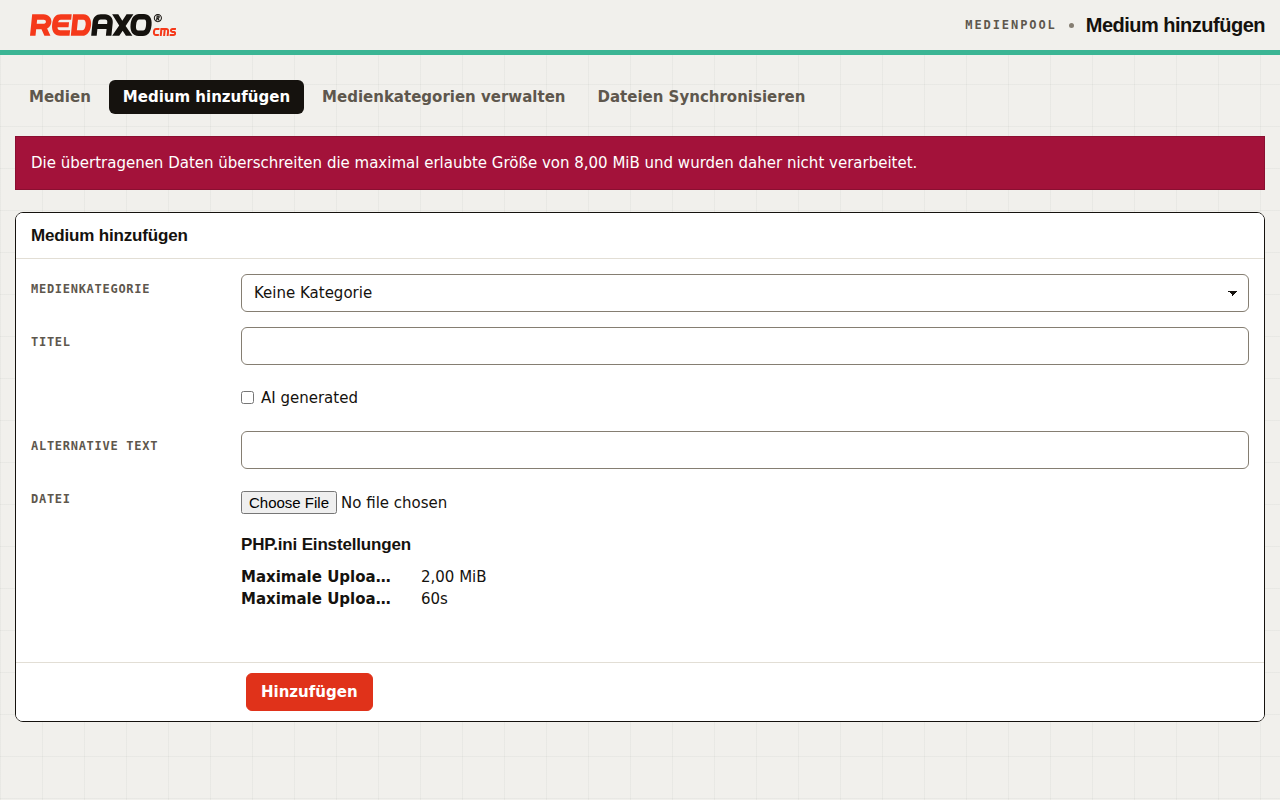 REDAXO® cms
MEDIENPOOL • Medium hinzufügen
Medien Medium hinzufügen Medienkategorien verwalten Dateien Synchronisieren
Die übertragenen Daten überschreiten die maximal erlaubte Größe von 8,00 MiB und wurden daher nicht verarbeitet.
Medium hinzufügen
MEDIENKATEGORIE Keine Kategorie
TITEL
AI generated
ALTERNATIVE TEXT
DATEI Choose File No file chosen
PHP.ini Einstellungen
Maximale Uploa… 2,00 MiB
Maximale Uploa… 60s
Hinzufügen